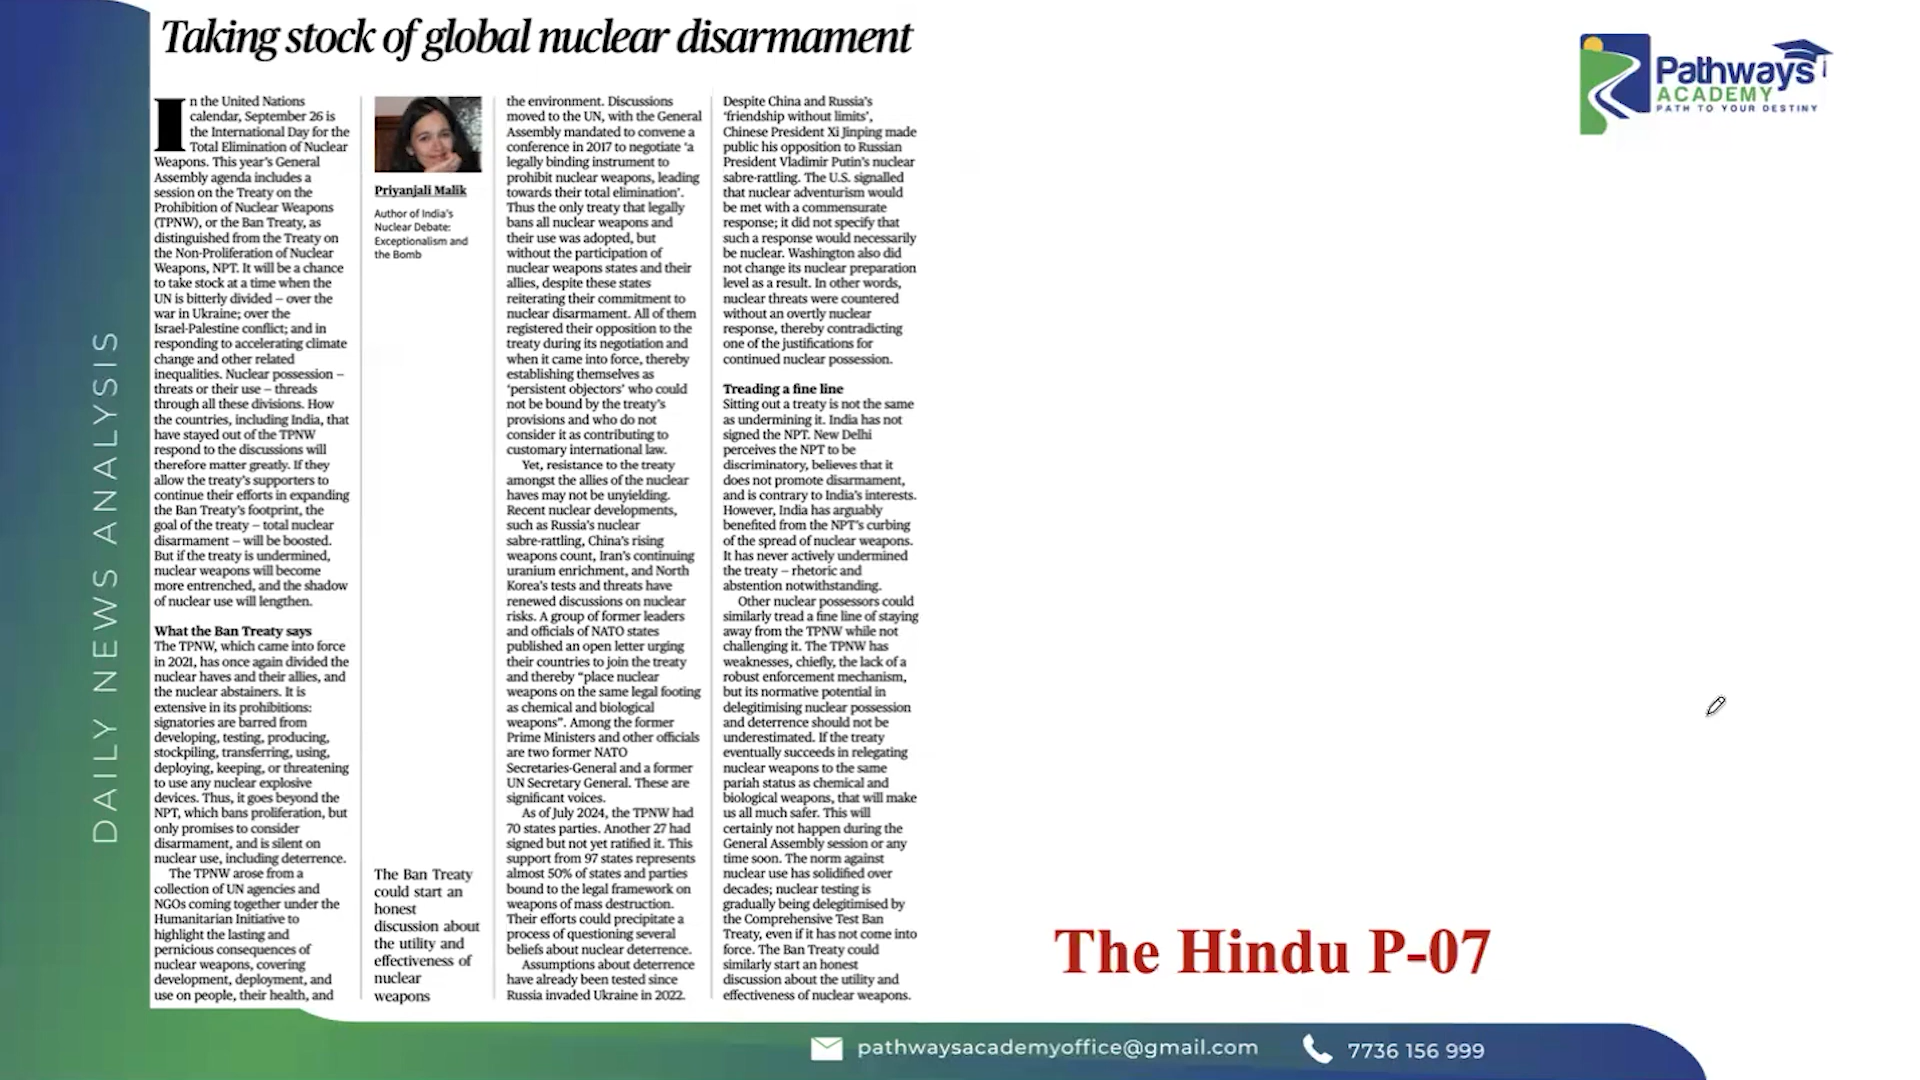 Taking stock of global nuclear disarmament
In the United Nations
calendar, September 26 is
the International Day for the
Total Elimination of Nuclear
Weapons. This year's General
Assembly agenda includes a
session on the Treaty on the
Prohibition of Nuclear Weapons
(TPNW), or the Ban Treaty, as
distinguished from the Treaty on
the Non-Proliferation of Nuclear
Weapons, NPT. It will be a chance
to take stock at a time when the
UN is bitterly divided – over the
war in Ukraine; over the
Israel-Palestine conflict; and in
responding to accelerating climate
change and other related
inequalities. Nuclear possession –
threats or their use – threads
through all these divisions. How
the countries, including India, that
have stayed out of the TPNW
respond to the discussions will
therefore matter greatly. If they
allow the treaty's supporters to
continue their efforts in expanding
the Ban Treaty's footprint, the
goal of the treaty – total nuclear
disarmament – will be boosted.
But if the treaty is undermined,
nuclear weapons will become
more entrenched, and the shadow
of nuclear use will lengthen.
What the Ban Treaty says
The TPNW, which came into force
in 2021, has once again divided the
nuclear haves and their allies, and
the nuclear abstainers. It is
extensive in its prohibitions:
signatories are barred from
developing, testing, producing,
stockpiling, transferring, using,
deploying, keeping, or threatening
to use any nuclear explosive
devices. Thus, it goes beyond the
NPT, which bans proliferation, but
only promises to consider
disarmament, and is silent on
nuclear use, including deterrence.
The TPNW arose from a
collection of UN agencies and
NGOs coming together under the
Humanitarian Initiative to
highlight the lasting and
pernicious consequences of
nuclear weapons, covering
development, deployment, and
use on people, their health, and
Priyanjali Malik
Author of India's
Nuclear Debate:
Exceptionalism and
the Bomb
The Ban Treaty
could start an
honest
discussion about
the utility and
effectiveness of
nuclear
weapons
the environment. Discussions
moved to the UN, with the General
Assembly mandated to convene a
conference in 2017 to negotiate 'a
legally binding instrument to
prohibit nuclear weapons, leading
towards their total elimination'.
Thus the only treaty that legally
bans all nuclear weapons and
their use was adopted, but
without the participation of
nuclear weapons states and their
allies, despite these states
reiterating their commitment to
nuclear disarmament. All of them
registered their opposition to the
treaty during its negotiation and
when it came into force, thereby
establishing themselves as
'persistent objectors' who could
not be bound by the treaty's
provisions and who do not
consider it as contributing to
customary international law.
Yet, resistance to the treaty
amongst the allies of the nuclear
haves may not be unyielding.
Recent nuclear developments,
such as Russia's nuclear
sabre-rattling, China's rising
weapons count, Iran's continuing
uranium enrichment, and North
Korea's tests and threats have
renewed discussions on nuclear
risks. A group of former leaders
and officials of NATO states
published an open letter urging
their countries to join the treaty
and thereby "place nuclear
weapons on the same legal footing
as chemical and biological
weapons". Among the former
Prime Ministers and other officials
are two former NATO
Secretaries-General and a former
UN Secretary General. These are
significant voices.
As of July 2024, the TPNW had
70 states parties. Another 27 had
signed but not yet ratified it. This
support from 97 states represents
almost 50% of states and parties
bound to the legal framework on
weapons of mass destruction.
Their efforts could precipitate a
process of questioning several
beliefs about nuclear deterrence.
Assumptions about deterrence
have already been tested since
Russia invaded Ukraine in 2022.
Despite China and Russia's
'friendship without limits',
Chinese President Xi Jinping made
public his opposition to Russian
President Vladimir Putin's nuclear
sabre-rattling. The U.S. signalled
that nuclear adventurism would
be met with a commensurate
response; it did not specify that
such a response would necessarily
be nuclear. Washington also did
not change its nuclear preparation
level as a result. In other words,
nuclear threats were countered
without an overtly nuclear
response, thereby contradicting
one of the justifications for
continued nuclear possession.
Treading a fine line
Sitting out a treaty is not the same
as undermining it. India has not
signed the NPT. New Delhi
perceives the NPT to be
discriminatory, believes that it
does not promote disarmament,
and is contrary to India's interests.
However, India has arguably
benefited from the NPT's curbing
of the spread of nuclear weapons.
It has never actively undermined
the treaty – rhetoric and
abstention notwithstanding.
Other nuclear possessors could
similarly tread a fine line of staying
away from the TPNW while not
challenging it. The TPNW has
weaknesses, chiefly, the lack of a
robust enforcement mechanism,
but its normative potential in
delegitimising nuclear possession
and deterrence should not be
underestimated. If the treaty
eventually succeeds in relegating
nuclear weapons to the same
pariah status as chemical and
biological weapons, that will make
us all much safer. This will
certainly not happen during the
General Assembly session or any
time soon. The norm against
nuclear use has solidified over
decades; nuclear testing is
gradually being delegitimised by
the Comprehensive Test Ban
Treaty, even if it has not come into
force. The Ban Treaty could
similarly start an honest
discussion about the utility and
effectiveness of nuclear weapons.
Pathways
ACADEMY
PATH TO YOUR DESTINY
DAILY NEWS ANALYSIS
The Hindu P-07
pathwaysacademyoffice@gmail.com
7736 156 999